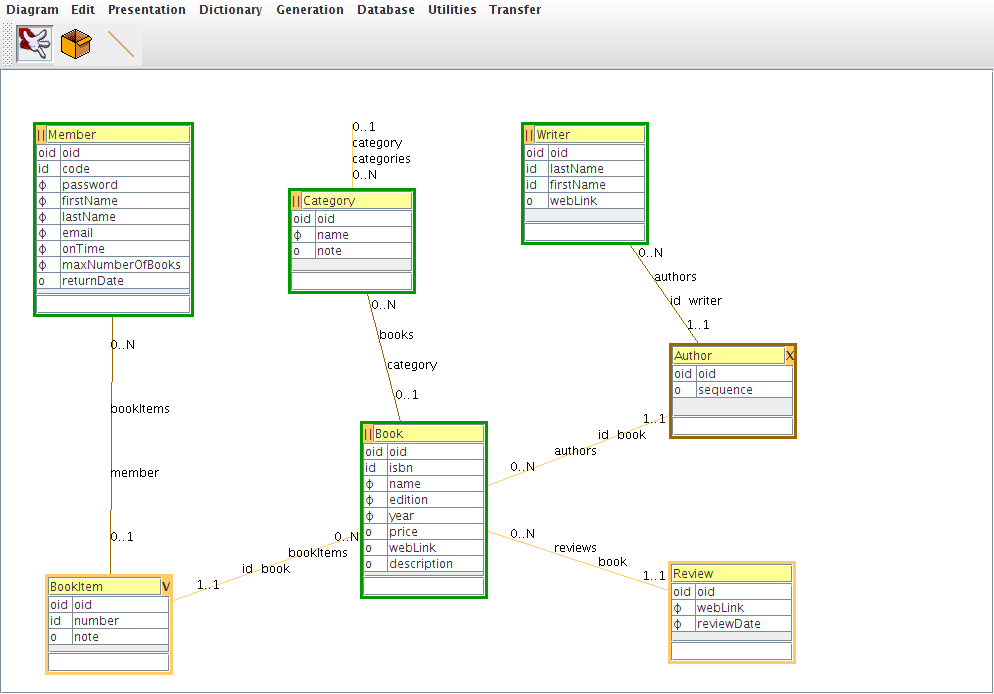 Diagram Edit Presentation Dictionary Generation Database Utilities Transfer
|| Member
oid oid
id code
ϕ password
ϕ firstName
ϕ lastName
ϕ email
ϕ onTime
ϕ maxNumberOfBooks
o returnDate
0..1
category
categories
0..N
|| Category
oid oid
ϕ name
o note
|| Writer
oid oid
id lastName
id firstName
o webLink
0..N
authors
id writer
1..1
0..N
books
category
0..1
0..N
bookItems
member
0..1
Author X
oid oid
o sequence
|| Book
oid oid
id isbn
ϕ name
ϕ edition
ϕ year
o price
o webLink
o description
1..1
id book
authors
0..N
0..N
bookItems
id book
1..1
0..N
reviews
book
1..1
BookItem V
oid oid
id number
o note
Review
oid oid
ϕ webLink
ϕ reviewDate